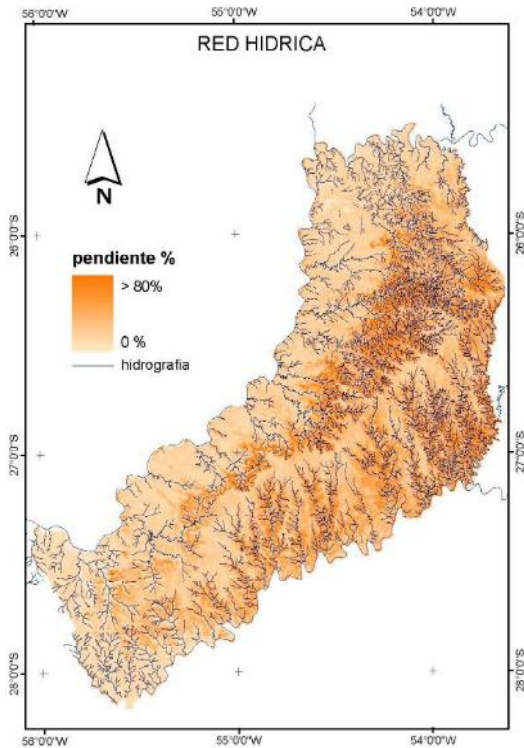 56°0'0"W
55°0'0"W
54°0'0"W
RED HIDRICA
N
26°0'0"S
26°0'0"S
pendiente %
> 80%
0 %
hidrografia
27°0'0"S
27°0'0"S
28°0'0"S
28°0'0"S
56°0'0"W
55°0'0"W
54°0'0"W